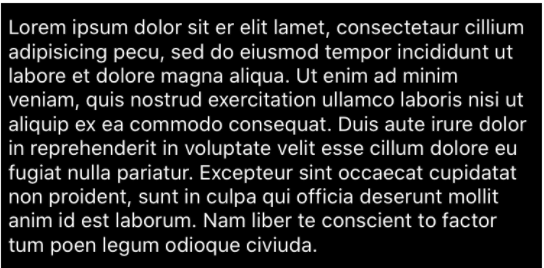 Lorem ipsum dolor sit er elit lamet, consectetaur cillium
adipisicing pecu, sed do eiusmod tempor incididunt ut
labore et dolore magna aliqua. Ut enim ad minim
veniam, quis nostrud exercitation ullamco laboris nisi ut
aliquip ex ea commodo consequat. Duis aute irure dolor
in reprehenderit in voluptate velit esse cillum dolore eu
fugiat nulla pariatur. Excepteur sint occaecat cupidatat
non proident, sunt in culpa qui officia deserunt mollit
anim id est laborum. Nam liber te conscient to factor
tum poen legum odioque civiuda.